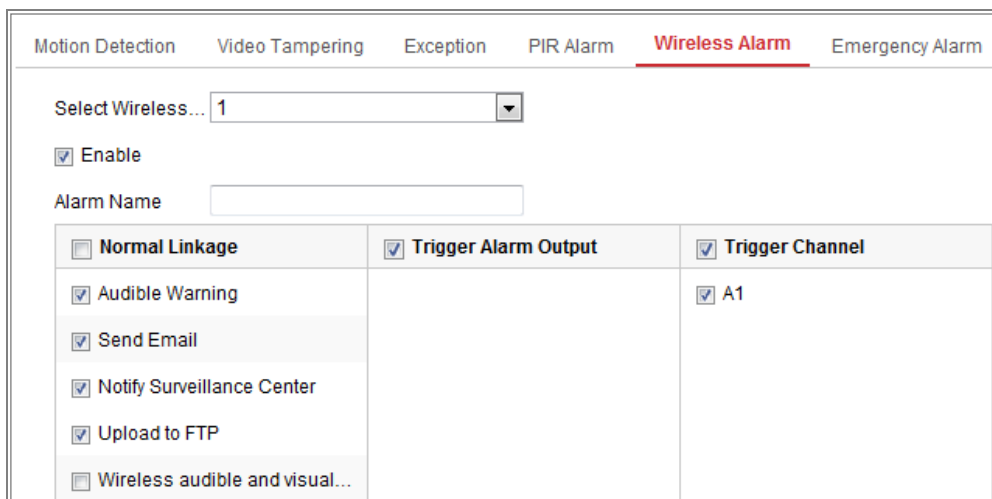 Motion Detection Video Tampering Exception PIR Alarm Wireless Alarm Emergency Alarm
Select Wireless... 1
Enable
Alarm Name
Normal Linkage Trigger Alarm Output Trigger Channel
Audible Warning A1
Send Email
Notify Surveillance Center
Upload to FTP
Wireless audible and visual...